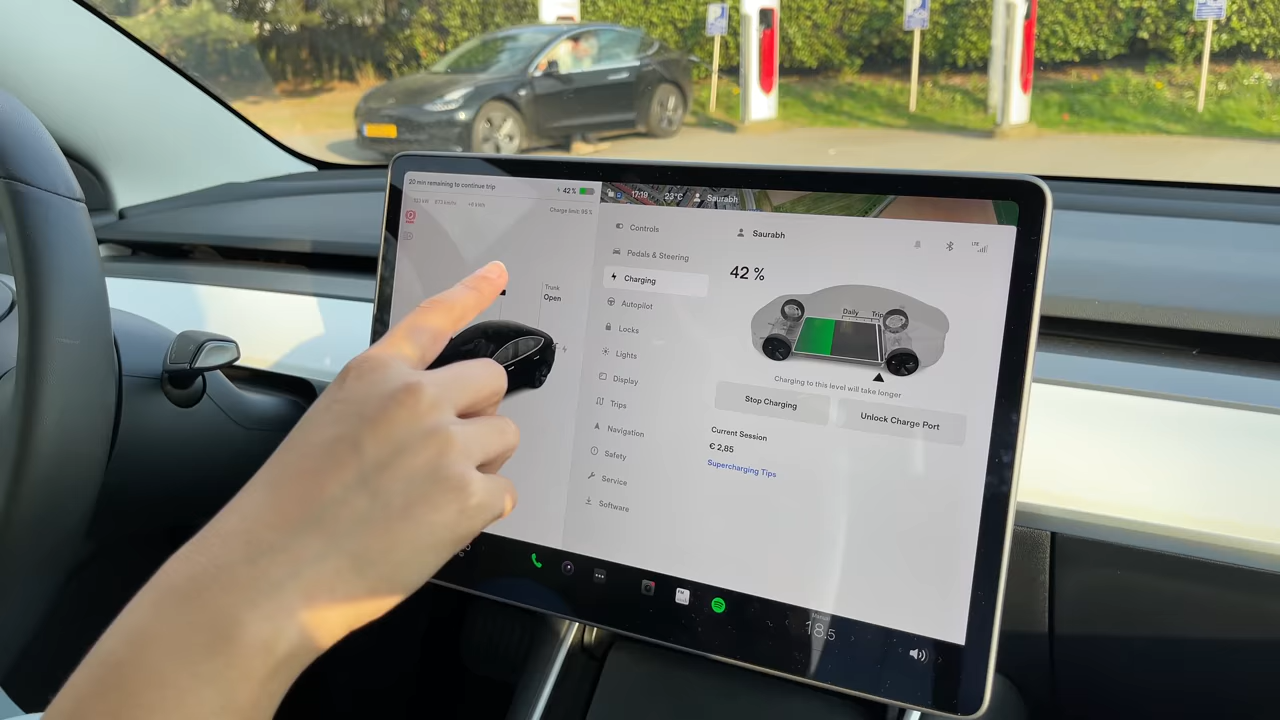 20 min remaining to continue trip
42 %
Charge limit: 95 %
Trunk
Open
17:19
23°C
Saurabh
Controls
Pedals & Steering
Charging
Autopilot
Locks
Lights
Display
Trips
Navigation
Safety
Service
Software
Saurabh
LTE
42 %
Daily
Trip
Charging to this level will take longer
Stop Charging
Unlock Charge Port
Current Session
€ 2,85
Supercharging Tips
Manual
18.5